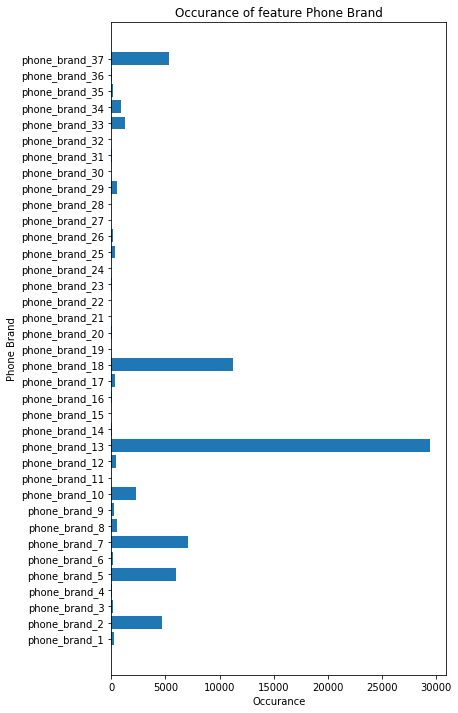 Occurance of feature Phone Brand
phone_brand_37
phone_brand_36
phone_brand_35
phone_brand_34
phone_brand_33
phone_brand_32
phone_brand_31
phone_brand_30
phone_brand_29
phone_brand_28
phone_brand_27
phone_brand_26
phone_brand_25
phone_brand_24
phone_brand_23
phone_brand_22
phone_brand_21
phone_brand_20
phone_brand_19
phone_brand_18
phone_brand_17
phone_brand_16
phone_brand_15
phone_brand_14
phone_brand_13
phone_brand_12
phone_brand_11
phone_brand_10
phone_brand_9
phone_brand_8
phone_brand_7
phone_brand_6
phone_brand_5
phone_brand_4
phone_brand_3
phone_brand_2
phone_brand_1
Phone Brand
0 5000 10000 15000 20000 25000 30000
Occurance